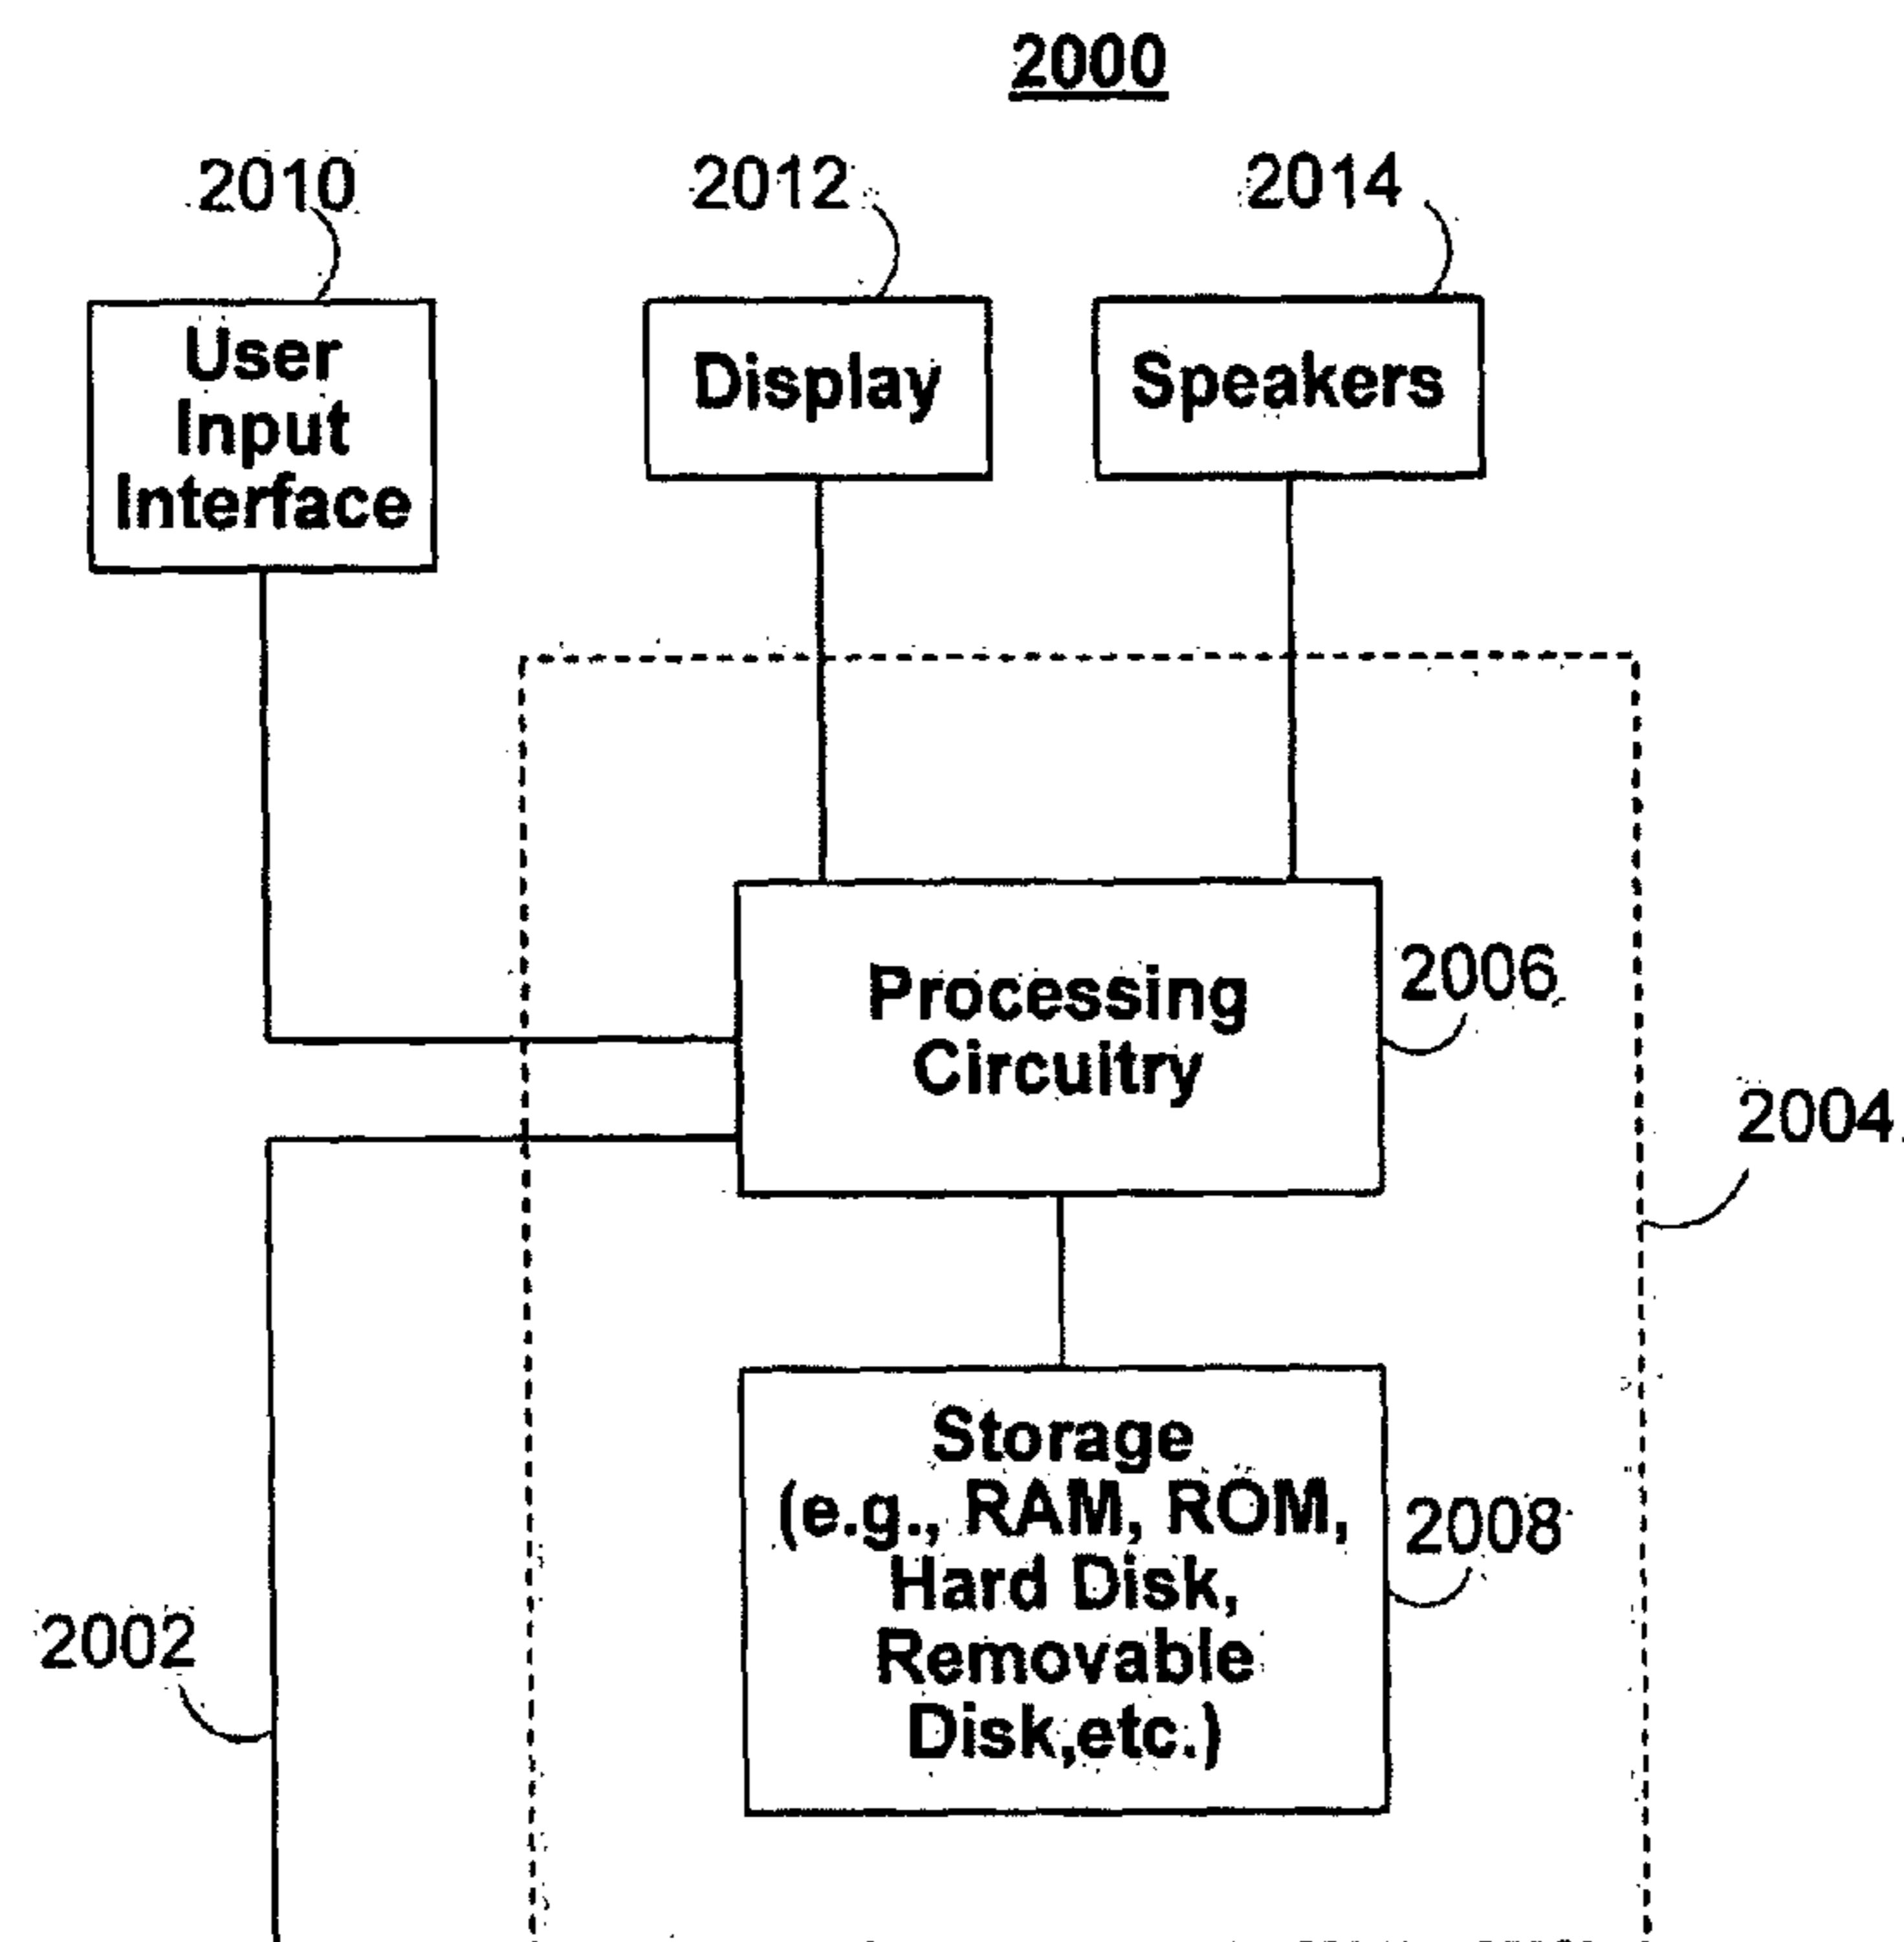 2000
2010
2012
2014
User
Input
Interface
Display
Speakers
Processing
Circuitry
2006
2004
Storage
(e.g., RAM, ROM,
Hard Disk,
Removable
Disk,etc.)
2008
2002